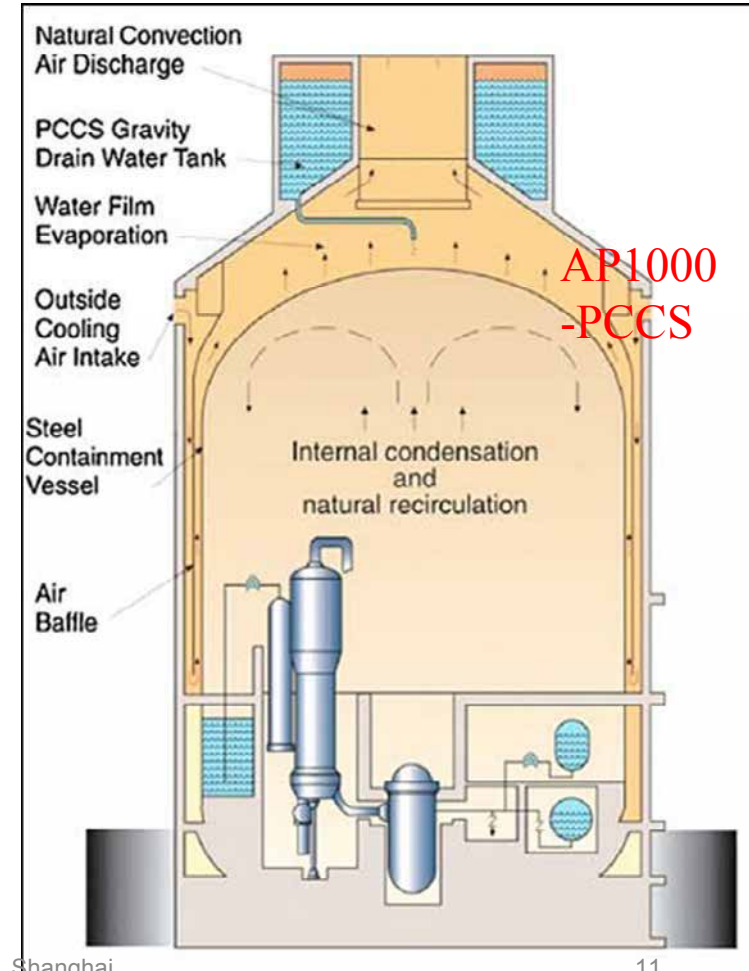 Natural Convection
Air Discharge
PCCS Gravity
Drain Water Tank
Water Film
Evaporation
AP1000
-PCCS
Outside
Cooling
Air Intake
Steel
Containment
Vessel
Internal condensation
and
natural recirculation
Air
Baffle
Shanghai
11